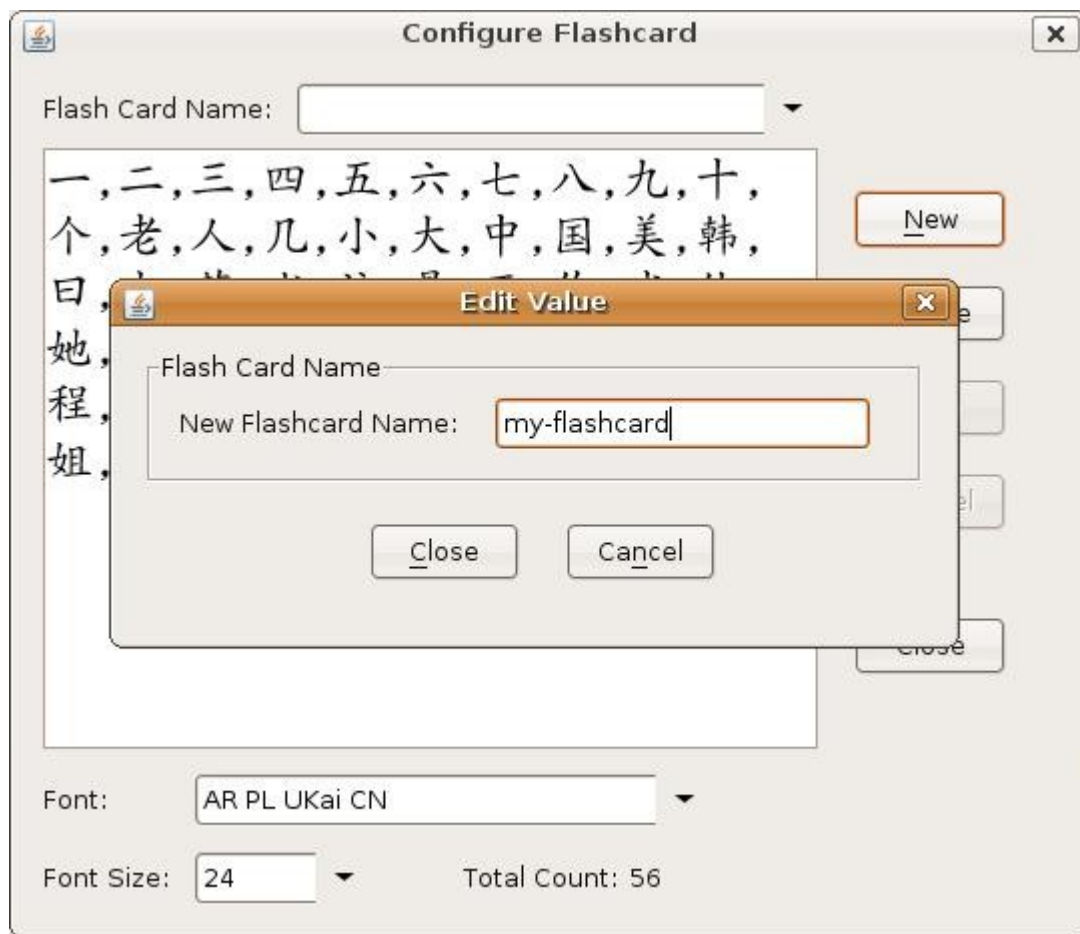 Configure Flashcard
Flash Card Name:
一,二,三,四,五,六,七,八,九,十,
个,老,人,几,小,大,中,国,美,韩,
New
日,
Edit Value
她,
Flash Card Name
程,
New Flashcard Name: my-flashcard
姐,
Close Cancel
Close
Font: AR PL UKai CN
Font Size: 24 Total Count: 56